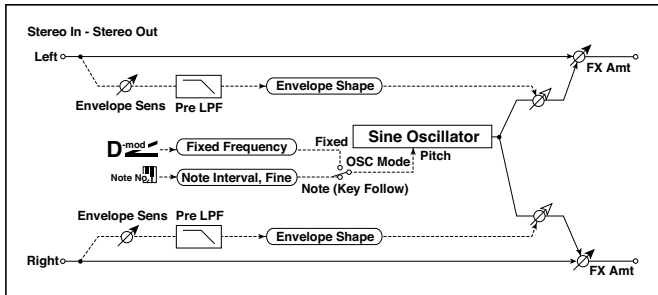 Stereo In - Stereo Out
Left
FX Amt
Envelope Sens
Pre LPF
Envelope Shape
D-mod
Fixed Frequency
Fixed
Sine Oscillator
OSC Mode
Pitch
Note No.
Note Interval, Fine
Note (Key Follow)
Envelope Sens
Pre LPF
Envelope Shape
Right
FX Amt